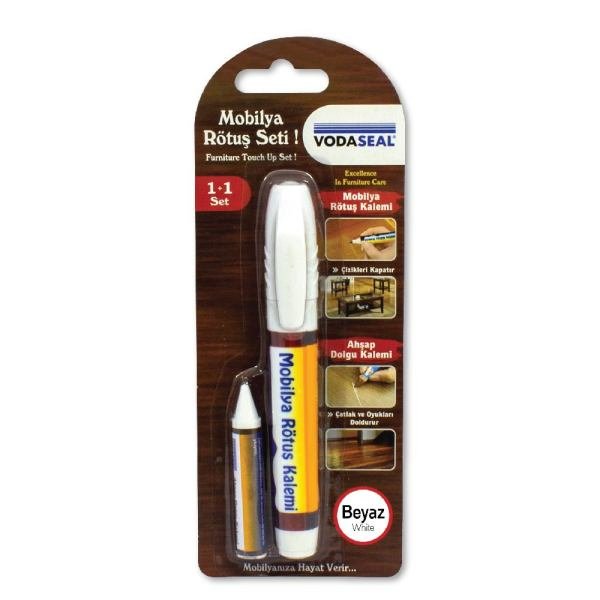 Mobilya
Rötuş Seti !
Furniture Touch Up Set !
VODASEAL®
1+1
Set
Excellence
In Furniture Care
Mobilya
Rötuş Kalemi
» Çizikleri Kapatır
Ahşap
Dolgu Kalemi
» Çatlak ve Oyukları
Doldurur
Mobilya Rötuş Kalemi
Beyaz
White
Mobilyanıza Hayat Verir...